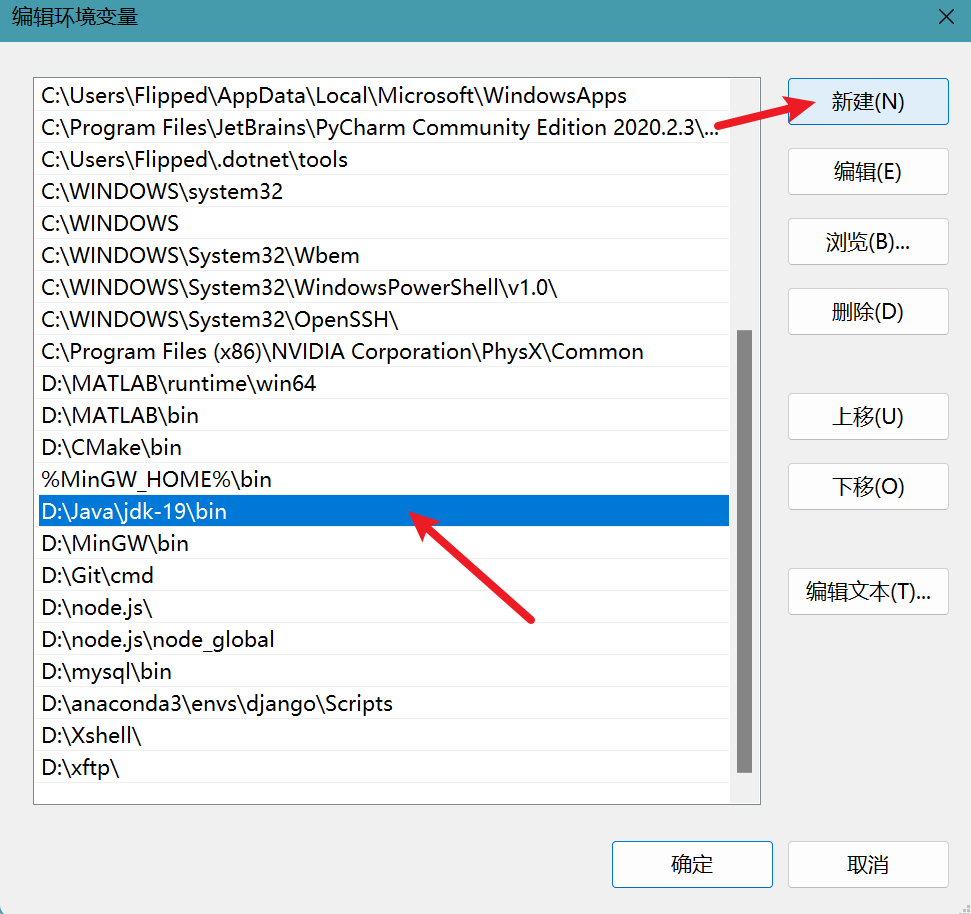 编辑环境变量
C:\Users\Flipped\AppData\Local\Microsoft\WindowsApps
C:\Program Files\JetBrains\PyCharm Community Edition 2020.2.3\...
C:\Users\Flipped\.dotnet\tools
C:\WINDOWS\system32
C:\WINDOWS
C:\WINDOWS\System32\Wbem
C:\WINDOWS\System32\WindowsPowerShell\v1.0\
C:\WINDOWS\System32\OpenSSH\
C:\Program Files (x86)\NVIDIA Corporation\PhysX\Common
D:\MATLAB\runtime\win64
D:\MATLAB\bin
D:\CMake\bin
%MinGW_HOME%\bin
D:\Java\jdk-19\bin
D:\MinGW\bin
D:\Git\cmd
D:\node.js\
D:\node.js\node_global
D:\mysql\bin
D:\anaconda3\envs\django\Scripts
D:\Xshell\
D:\xftp\
新建(N)
编辑(E)
浏览(B)...
删除(D)
上移(U)
下移(O)
编辑文本(T)...
确定
取消